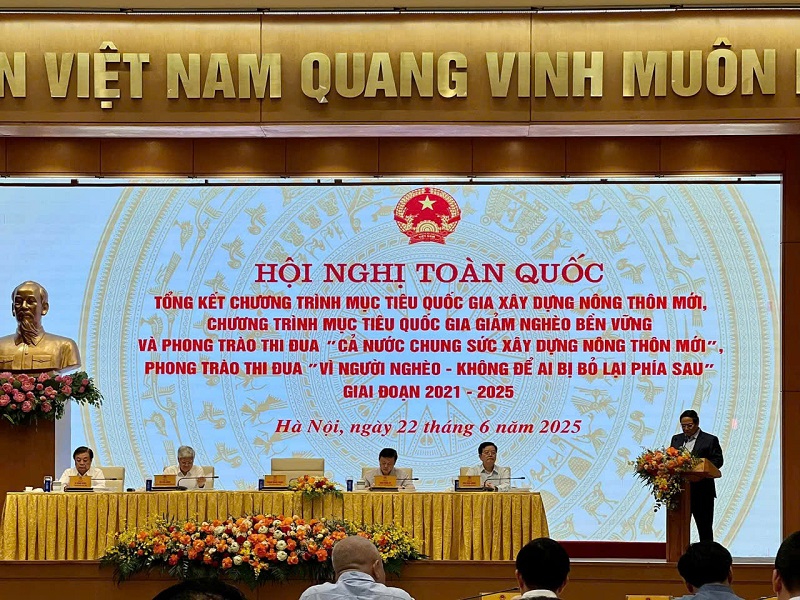 VIỆT NAM QUANG VINH MUÔN
HỘI NGHỊ TOÀN QUỐC
TỔNG KẾT CHƯƠNG TRÌNH MỤC TIÊU QUỐC GIA XÂY DỰNG NÔNG THÔN MỚI,
CHƯƠNG TRÌNH MỤC TIÊU QUỐC GIA GIẢM NGHÈO BỀN VỮNG
VÀ PHONG TRÀO THI ĐUA "CẢ NƯỚC CHUNG SỨC XÂY DỰNG NÔNG THÔN MỚI",
PHONG TRÀO THI ĐUA "VÌ NGƯỜI NGHÈO - KHÔNG ĐỂ AI BỊ BỎ LẠI PHÍA SAU"
GIAI ĐOẠN 2021 - 2025
Hà Nội, ngày 22 tháng 6 năm 2025